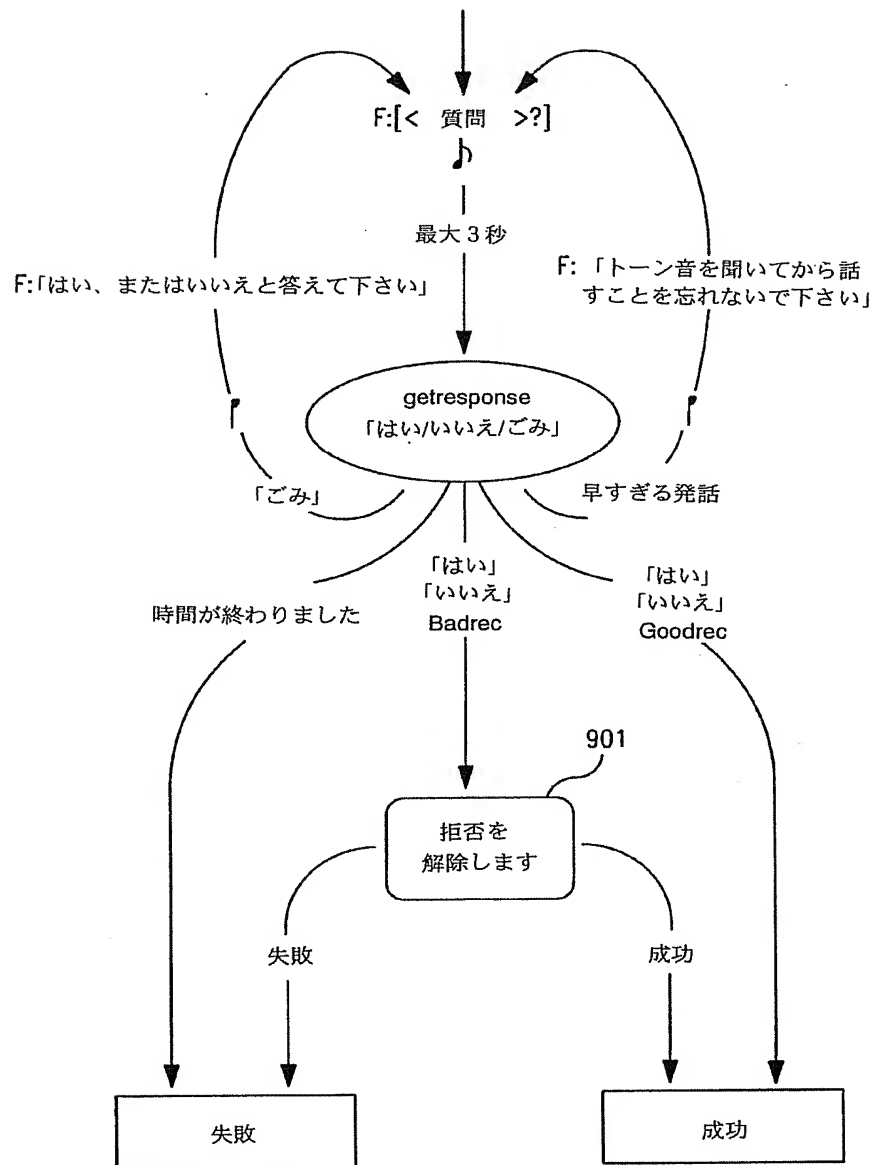 F:[< 質問 >?]
最大3秒
F:「はい、またはいいえと答えて下さい」
F: 「トーン音を聞いてから話
すことを忘れないで下さい」
getresponse
「はい/いいえ/ごみ」
「ごみ」
早すぎる発話
時間が終わりました
「はい」
「いいえ」
Badrec
「はい」
「いいえ」
Goodrec
901
拒否を
解除します
失敗
成功
失敗
成功